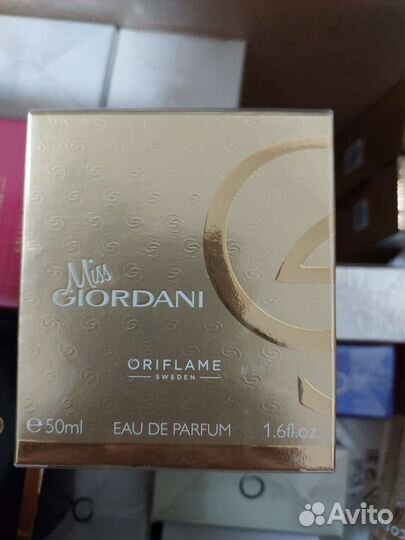 Miss
GIORDANI
ORIFLAME
SWEDEN
℮50ml EAU DE PARFUM 1.6fl.oz.
Avito